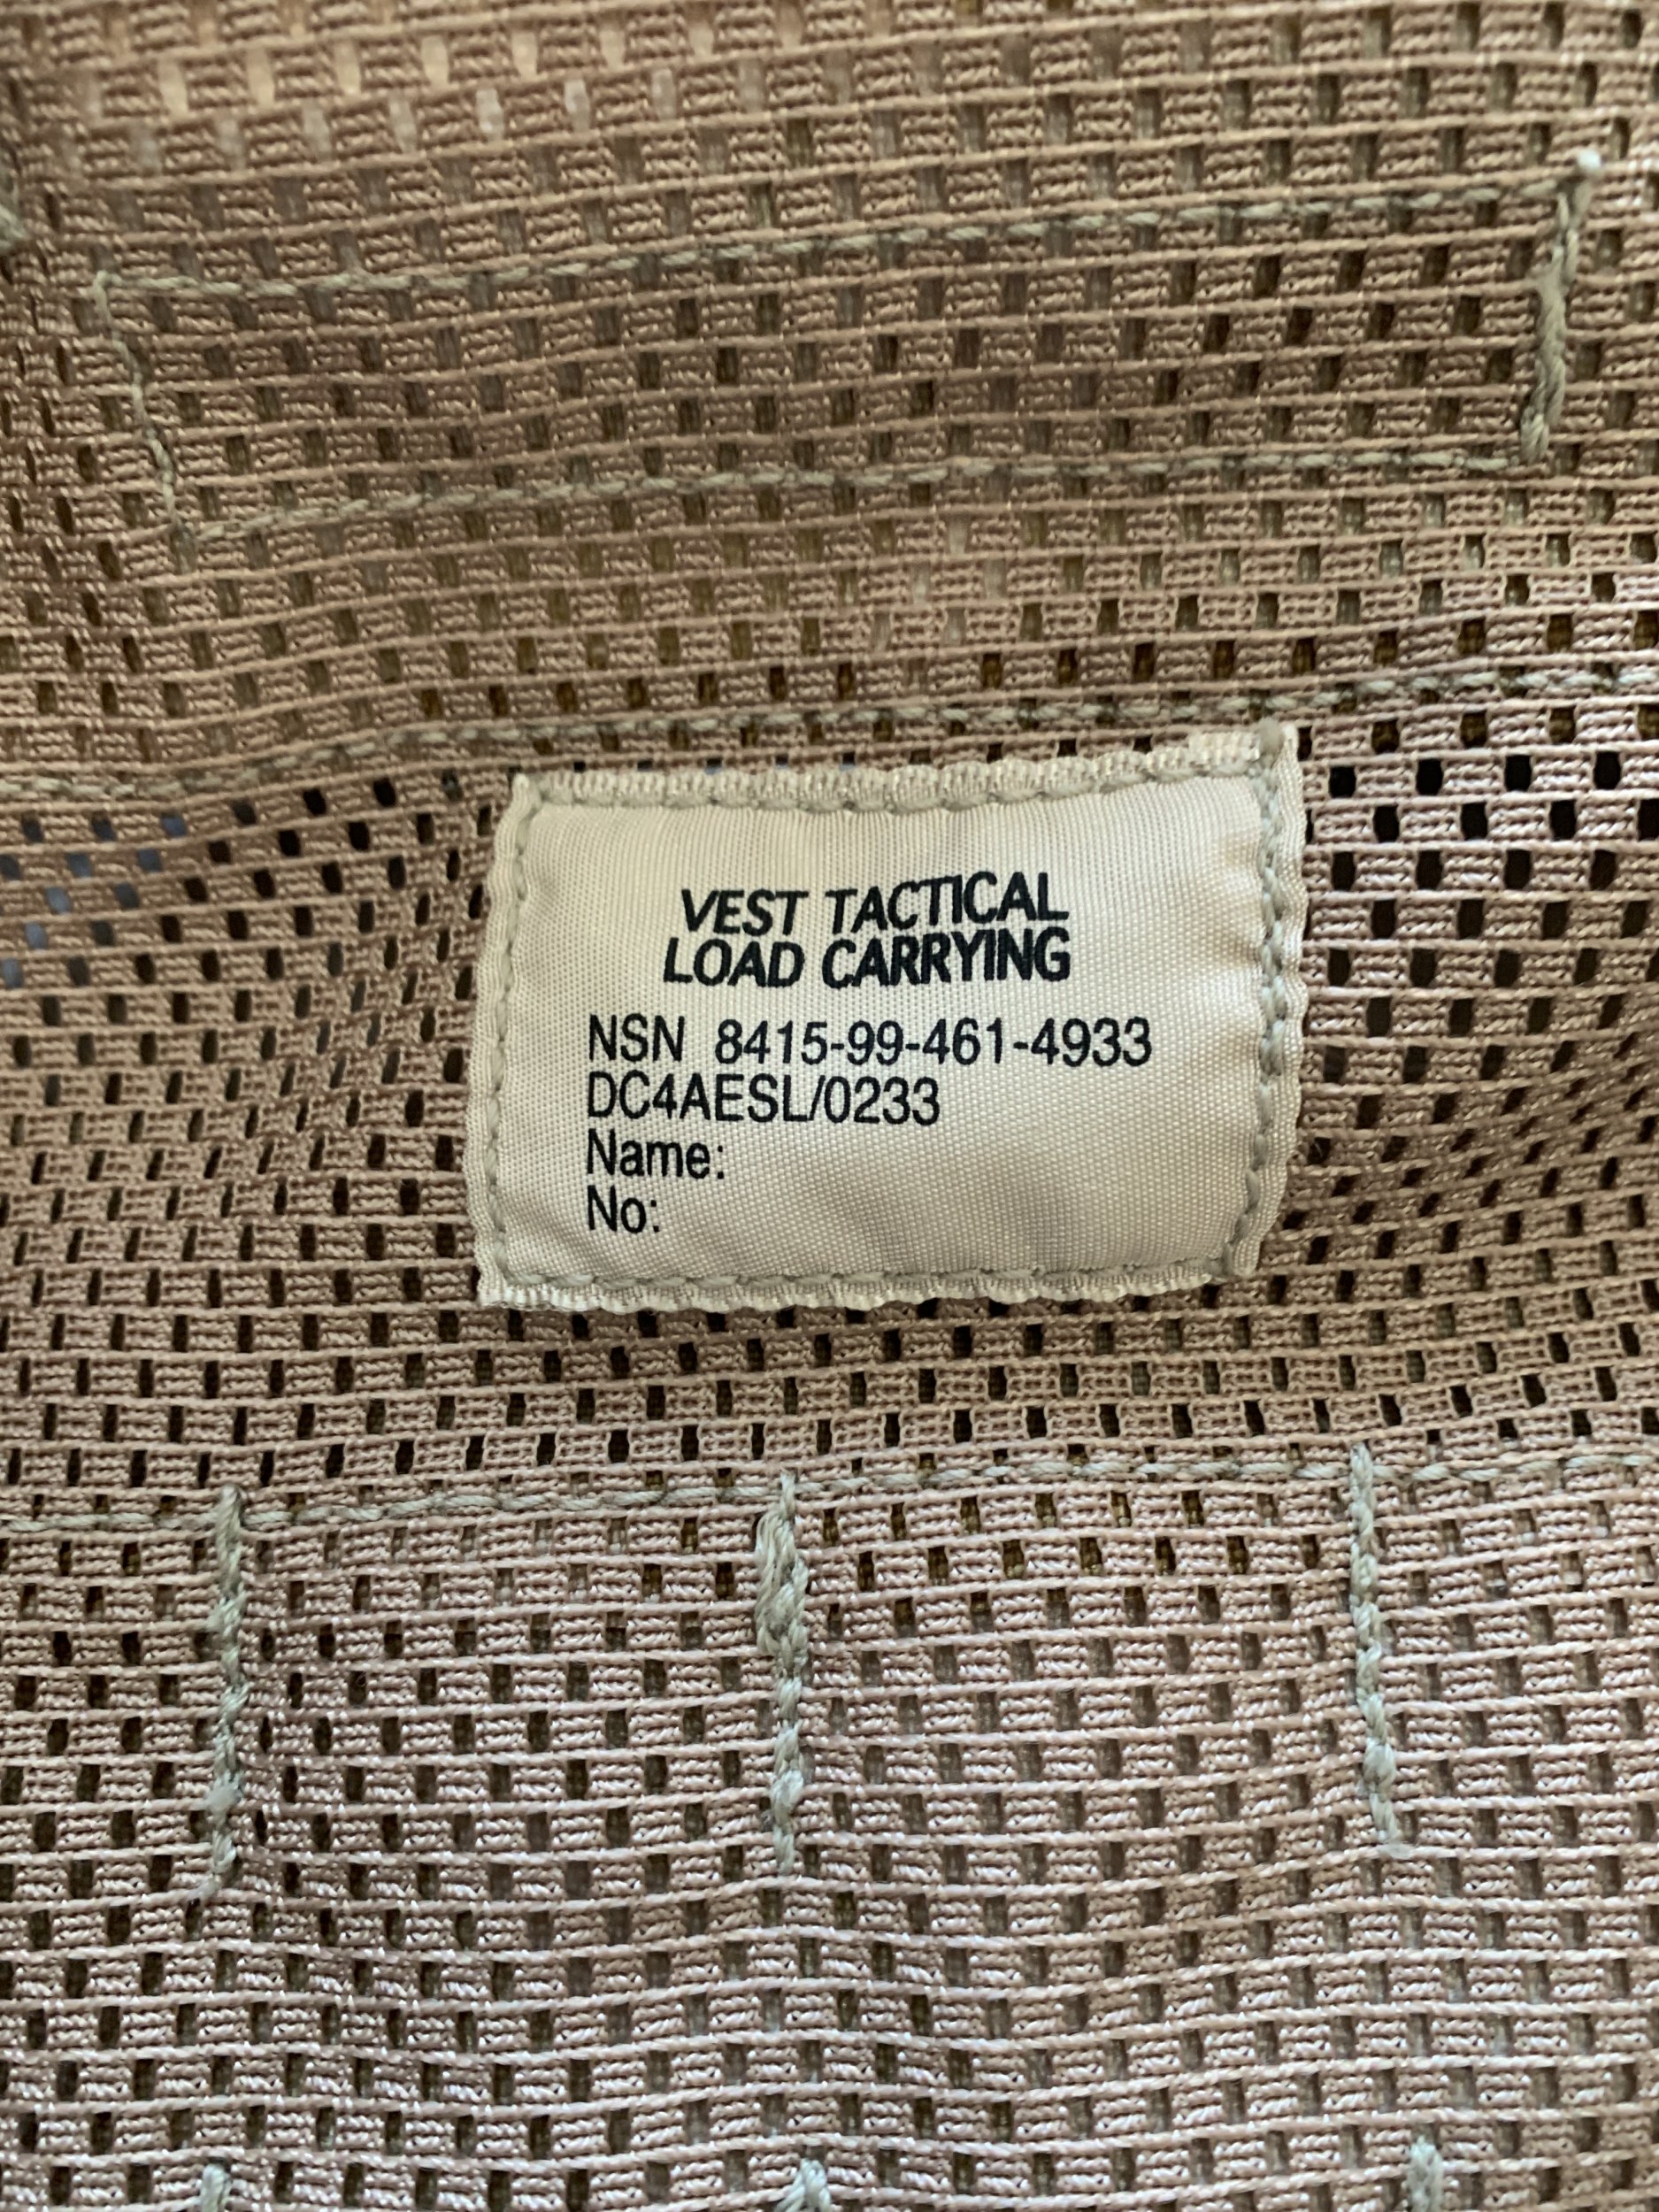 VEST TACTICAL
LOAD CARRYING
NSN 8415-99-461-4933
DC4AESL/0233
Name:
No: